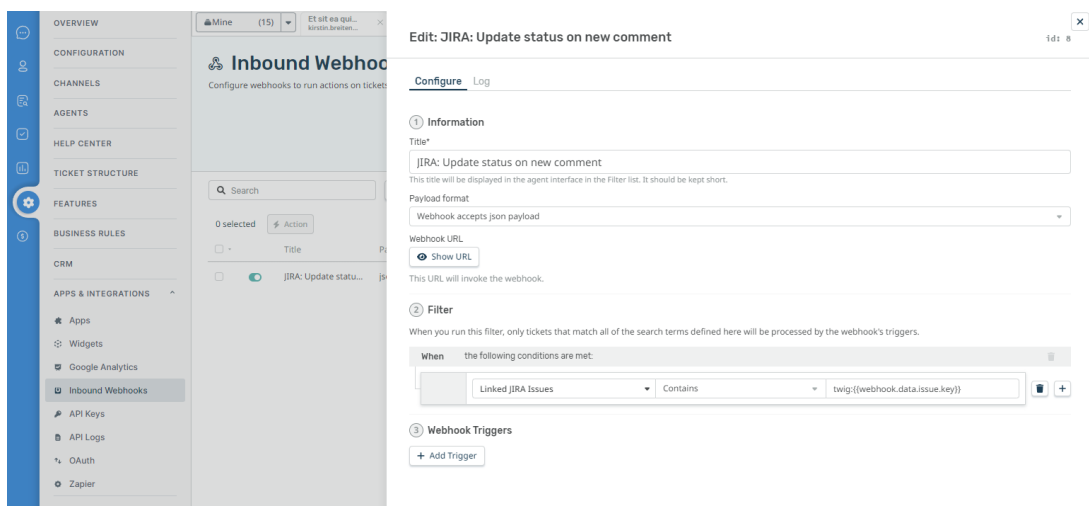 OVERVIEW
CONFIGURATION
CHANNELS
AGENTS
HELP CENTER
TICKET STRUCTURE
FEATURES
BUSINESS RULES
CRM
APPS & INTEGRATIONS
Apps
Widgets
Google Analytics
Inbound Webhooks
API Keys
API Logs
OAuth
Zapier
Mine (15)
Et sit ea qui...
kirstin.breiten...
Inbound Webhoo
Configure webhooks to run actions on tickets
Search
0 selected Action
Title Pa
JIRA: Update statu... js
Edit: JIRA: Update status on new comment
id: 8
Configure Log
1 Information
Title*
JIRA: Update status on new comment
This title will be displayed in the agent interface in the Filter list. It should be kept short.
Payload format
Webhook accepts json payload
Webhook URL
Show URL
This URL will invoke the webhook.
2 Filter
When you run this filter, only tickets that match all of the search terms defined here will be processed by the webhook's triggers.
When the following conditions are met:
Linked JIRA Issues Contains twig:{{webhook.data.issue.key}}
3 Webhook Triggers
+ Add Trigger